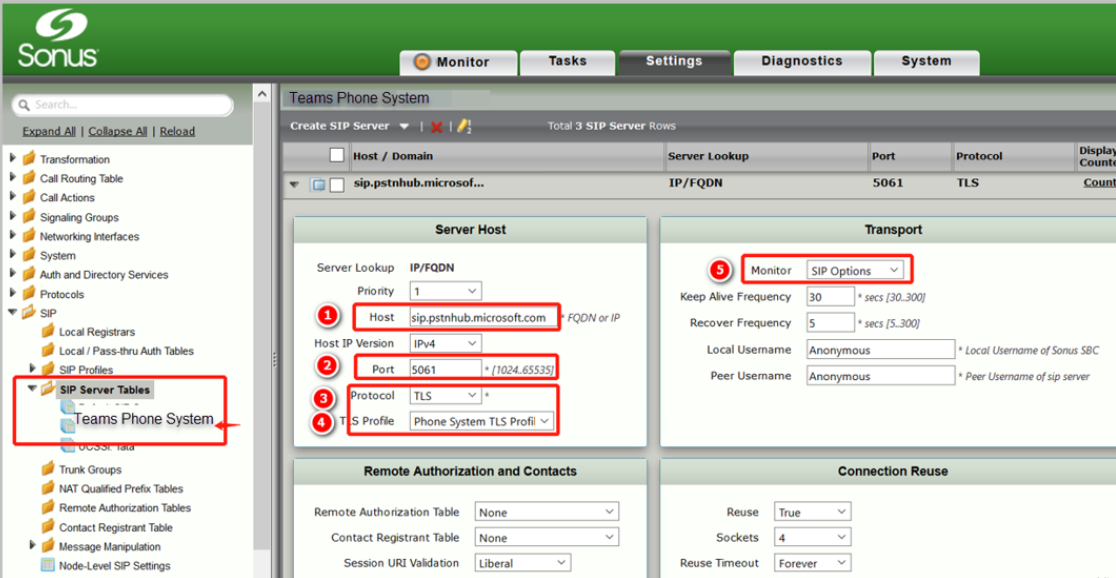 Sonus
Monitor Tasks Settings Diagnostics System
Search...
Expand All | Collapse All | Reload
Transformation
Call Routing Table
Call Actions
Signaling Groups
Networking Interfaces
System
Auth and Directory Services
Protocols
SIP
Local Registrars
Local / Pass-thru Auth Tables
SIP Profiles
SIP Server Tables
Teams Phone System
Trunk Groups
NAT Qualified Prefix Tables
Remote Authorization Tables
Contact Registrant Table
Message Manipulation
Node-Level SIP Settings
Teams Phone System
Create SIP Server | | Total 3 SIP Server Rows
Host / Domain Server Lookup Port Protocol Display
Counte
sip.pstnhub.microsof... IP/FQDN 5061 TLS Count
Server Host
Server Lookup IP/FQDN
Priority 1
1 Host sip.pstnhub.microsoft.com * FQDN or IP
Host IP Version IPv4
2 Port 5061 * [1024..65535]
3 Protocol TLS *
4 TLS Profile Phone System TLS Profil
Transport
5 Monitor SIP Options
Keep Alive Frequency 30 * secs [30..300]
Recover Frequency 5 * secs [5..300]
Local Username Anonymous * Local Username of Sonus SBC
Peer Username Anonymous * Peer Username of sip server
Remote Authorization and Contacts
Remote Authorization Table None
Contact Registrant Table None
Session URI Validation Liberal
Connection Reuse
Reuse True
Sockets 4
Reuse Timeout Forever